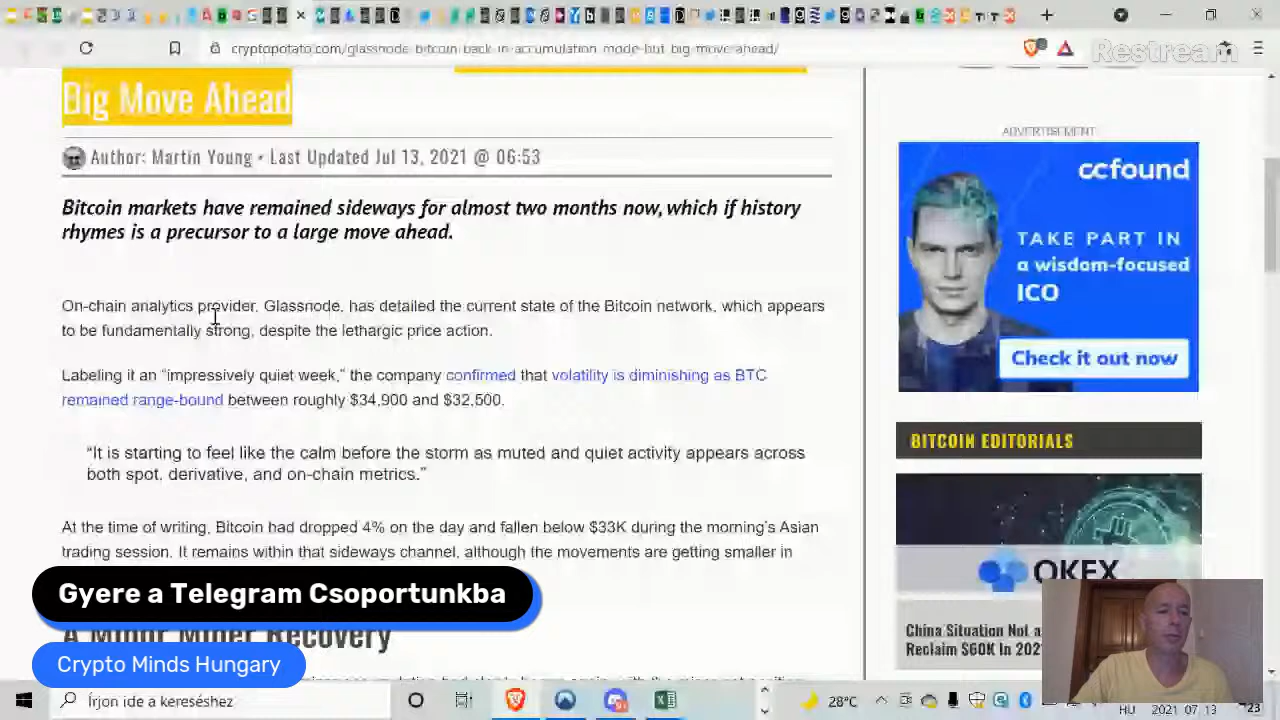 cryptopotato.com/glassnode-bitcoin-back-in-accumulation-mode-but-big-move-ahead/
Restream
Big Move Ahead
Author: Martin Young • Last Updated Jul 13, 2021 @ 06:53
Bitcoin markets have remained sideways for almost two months now, which if history
rhymes is a precursor to a large move ahead.
On-chain analytics provider, Glassnode, has detailed the current state of the Bitcoin network, which appears
to be fundamentally strong, despite the lethargic price action.
Labeling it an “impressively quiet week,” the company confirmed that volatility is diminishing as BTC
remained range-bound between roughly $34,900 and $32,500.
“It is starting to feel like the calm before the storm as muted and quiet activity appears across
both spot, derivative, and on-chain metrics.”
At the time of writing, Bitcoin had dropped 4% on the day and fallen below $33K during the morning's Asian
trading session. It remains within that sideways channel, although the movements are getting smaller in
A Minor Miner Recovery
ADVERTISEMENT
ccfound
TAKE PART IN
a wisdom-focused
ICO
Check it out now
BITCOIN EDITORIALS
OKEX
China Situation Not a
Reclaim $60K In 202
Gyere a Telegram Csoportunkba
Crypto Minds Hungary
Írjon ide a kereséshez
28°C
HU
2021. 07. 13.
23